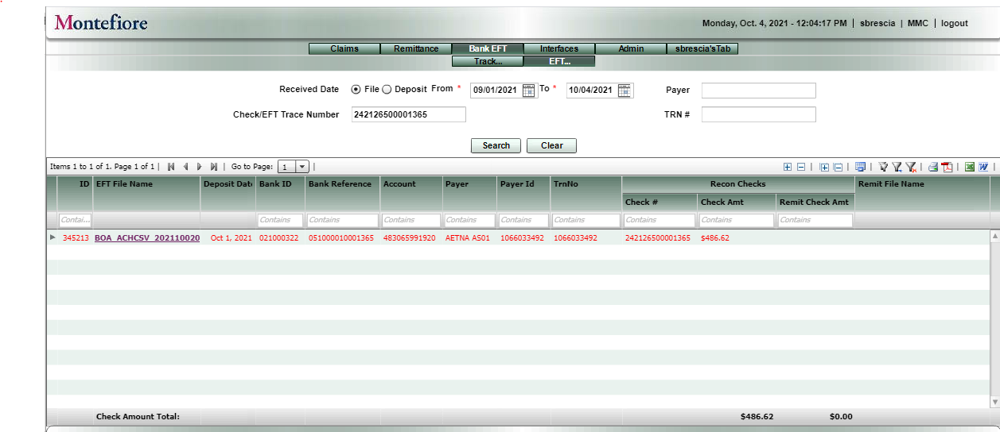 Montefiore
Monday, Oct. 4, 2021 - 12:04:17 PM | sbrescia | MMC | logout
Claims Remittance Bank EFT Interfaces Admin sbrescia'sTab
Track... EFT...
Received Date File Deposit From * 09/01/2021 To * 10/04/2021 Payer
Check/EFT Trace Number 242126500001365 TRN #
Search Clear
Items 1 to 1 of 1. Page 1 of 1 | | Go to Page: 1 |
ID EFT File Name Deposit Dat Bank ID Bank Reference Account Payer Payer Id TrnNo Recon Checks Remit File Name
Check # Check Amt Remit Check Amt
Contai... Contains Contains Contains Contains Contains Contains Contains Contains Contains
345213 BOA_ACHCSV_202110020 Oct 1, 2021 021000322 051000010001365 483065991920 AETNA AS01 1066033492 1066033492 242126500001365 $486.62
Check Amount Total: $486.62 $0.00